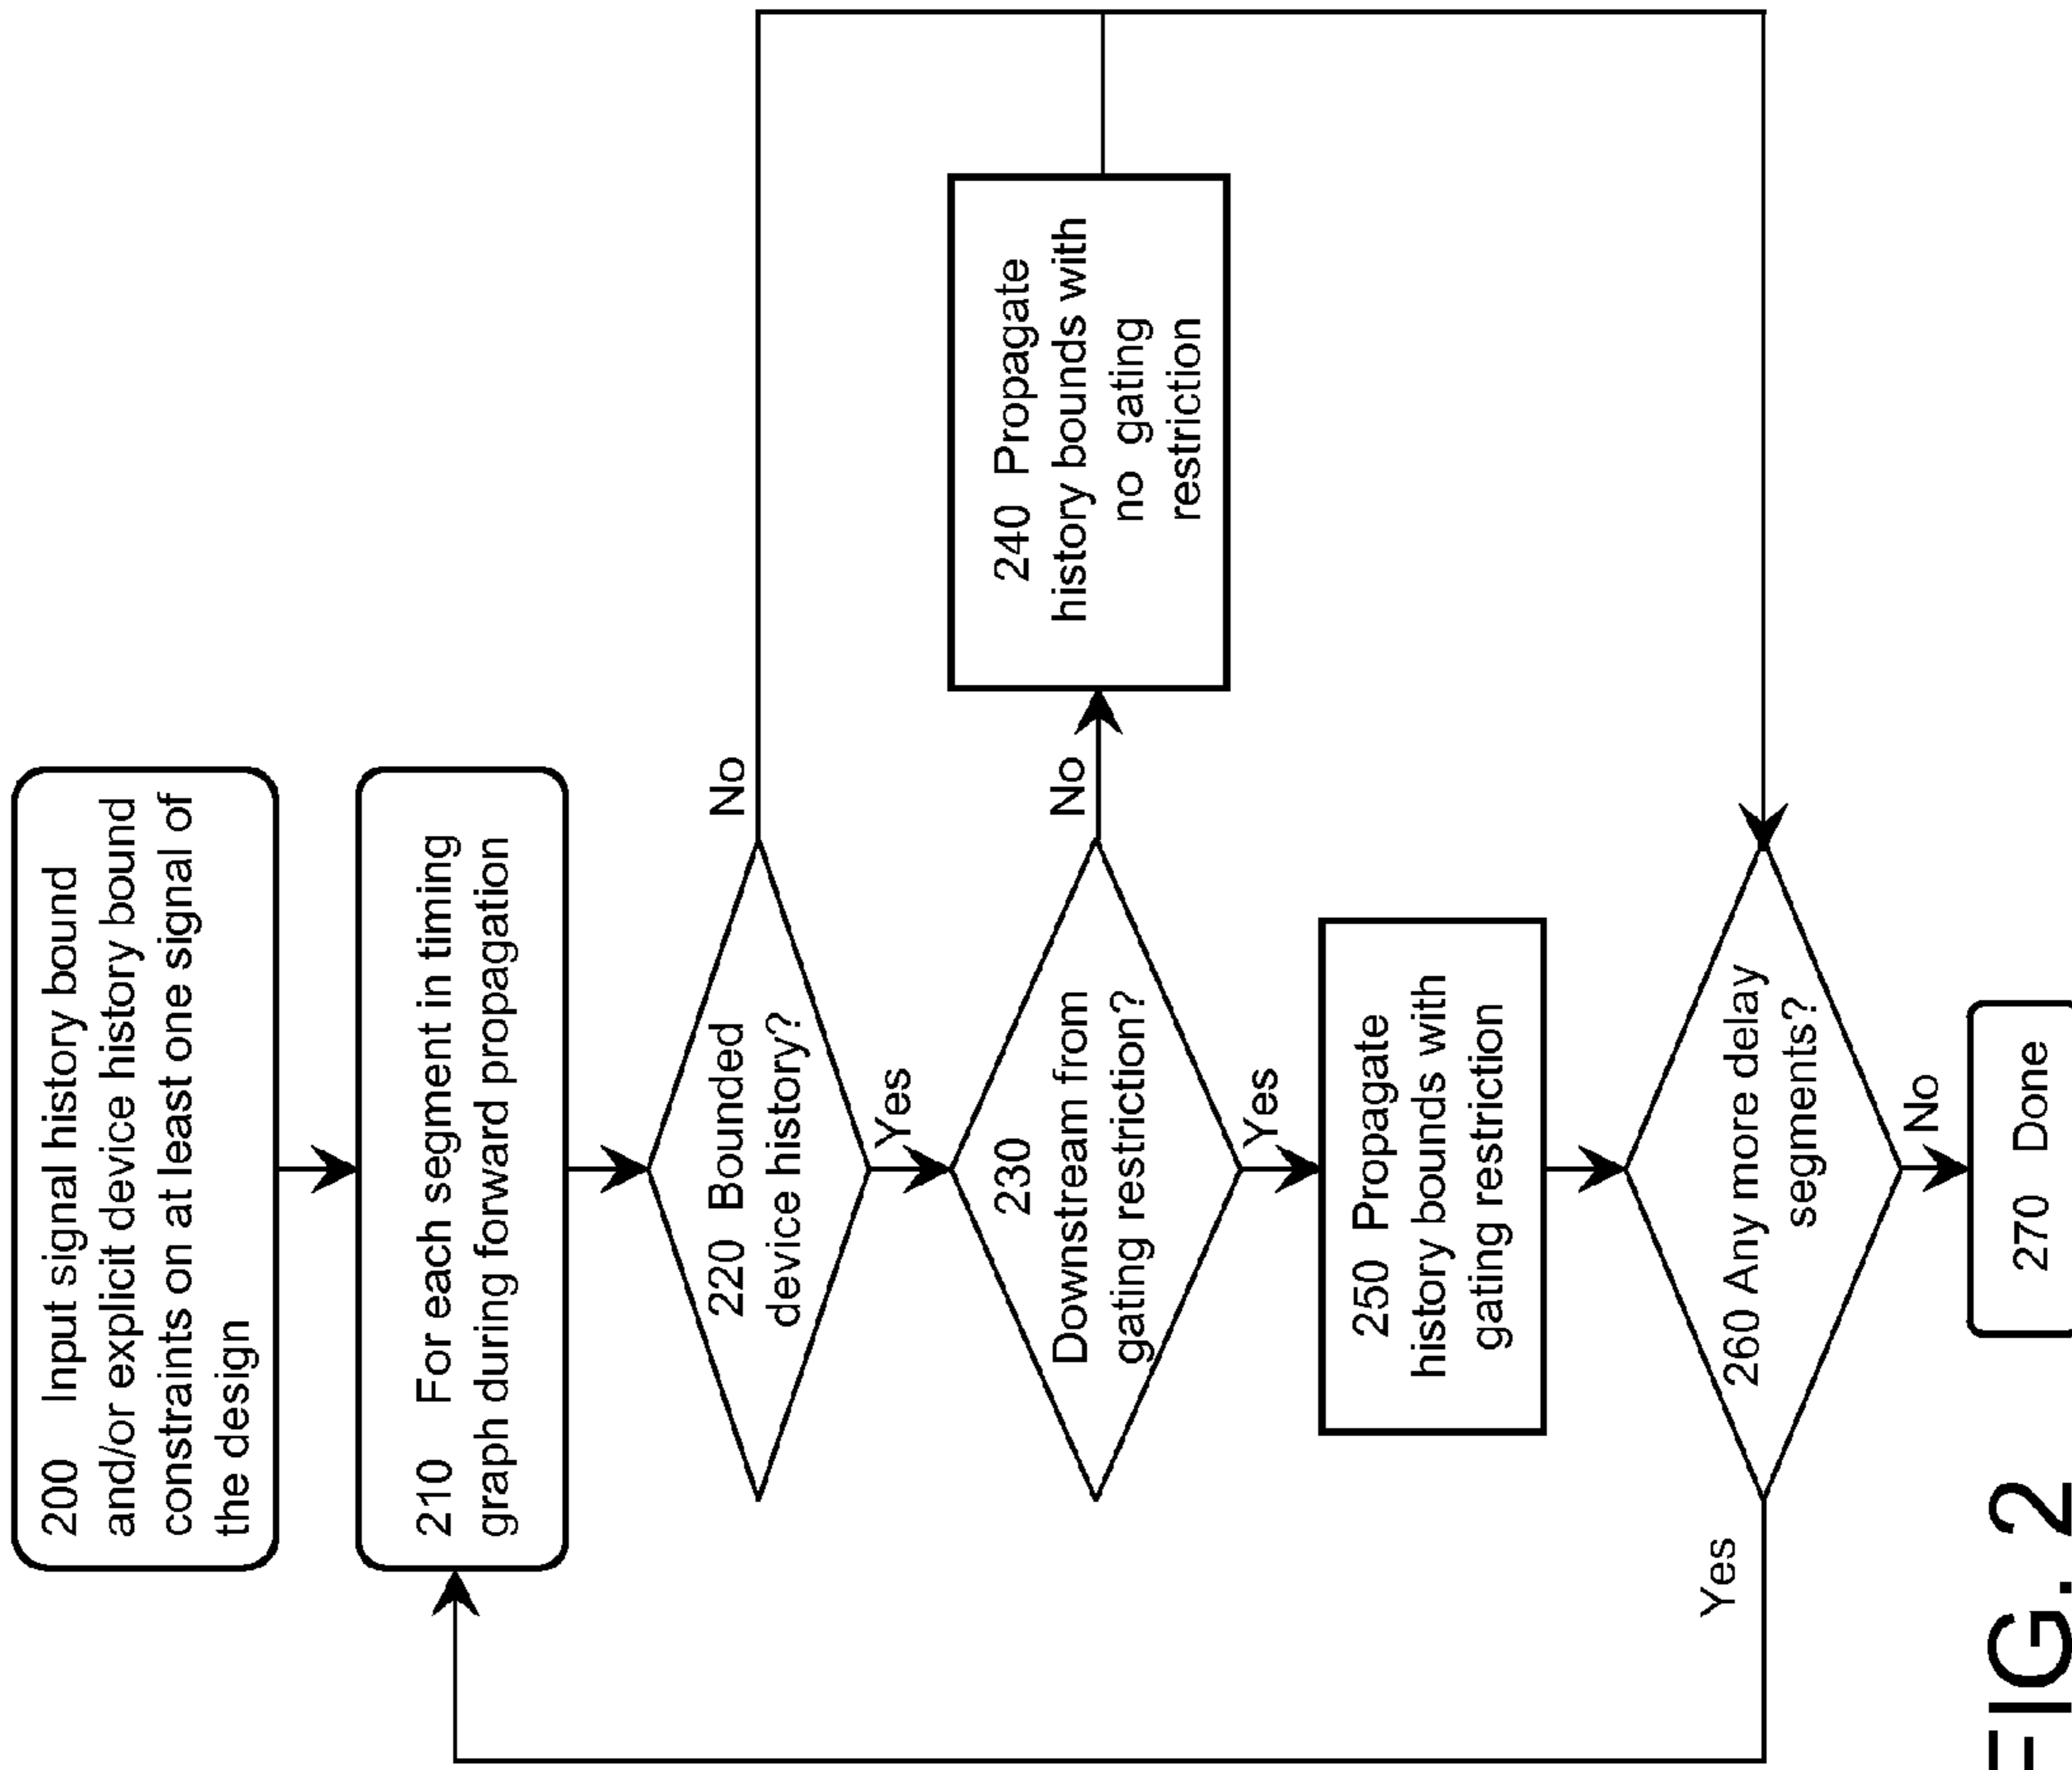 200 Input signal history bound
and/or explicit device history bound
constraints on at least one signal of
the design
210 For each segment in timing
graph during forward propagation
220 Bounded
device history?
No
Yes
230
Downstream from
gating restriction?
No
240 Propagate
history bounds with
no gating
restriction
Yes
250 Propagate
history bounds with
gating restriction
260 Any more delay
segments?
Yes
No
270 Done
FIG. 2